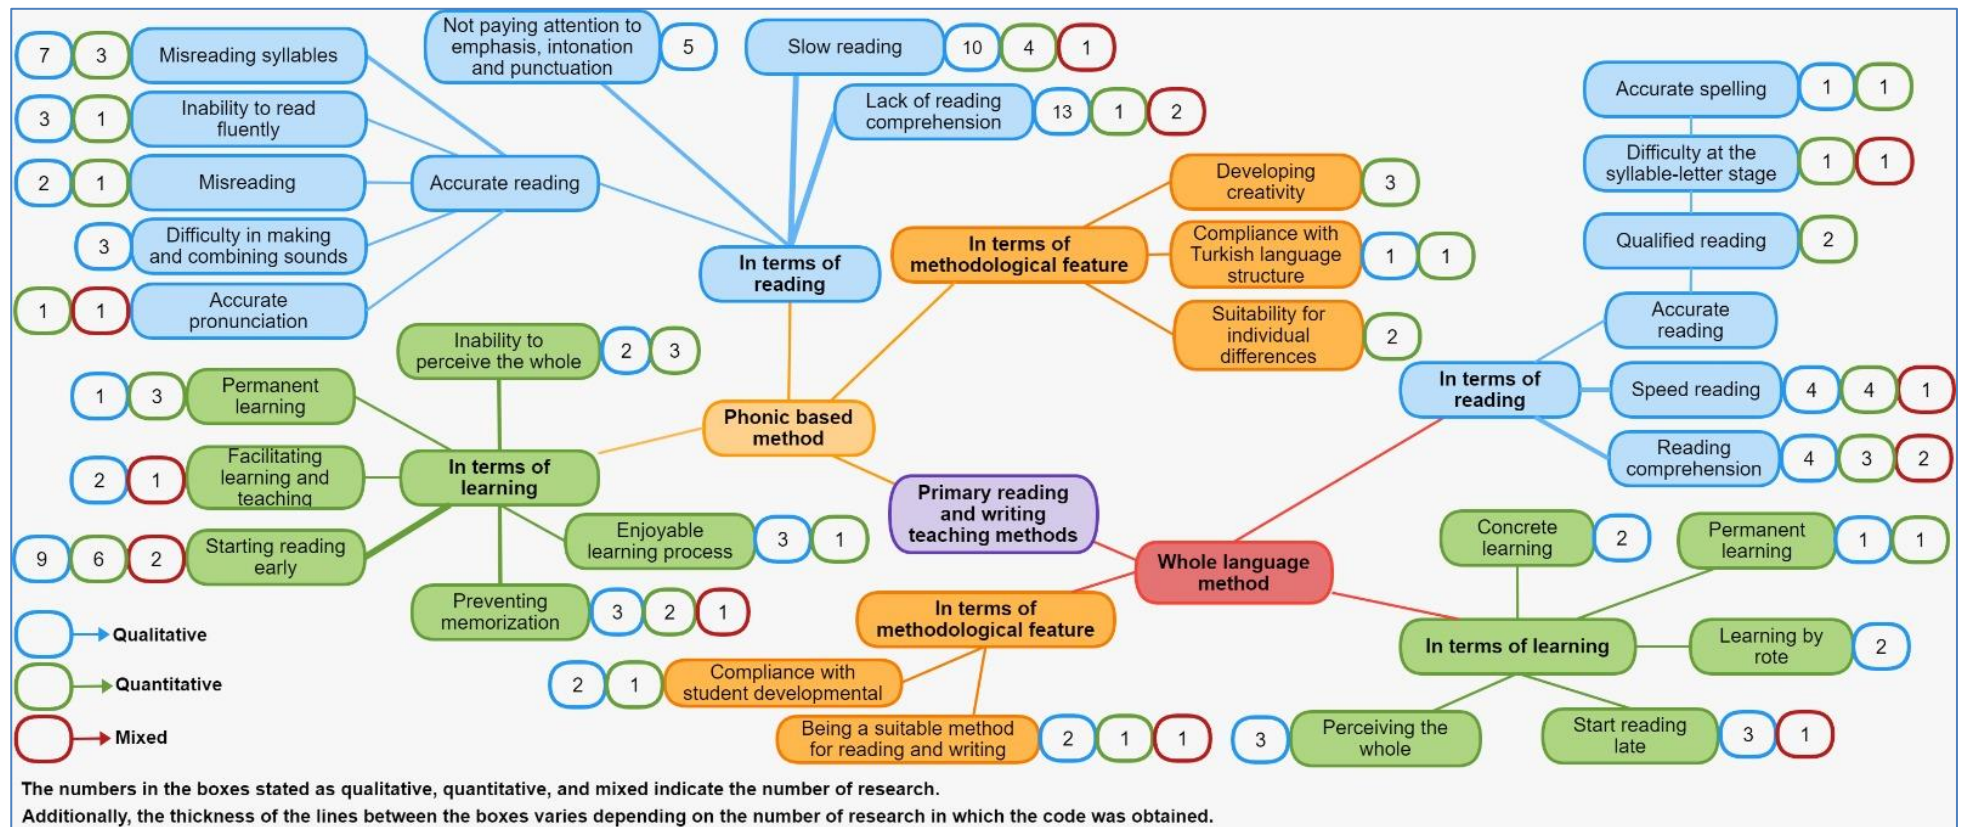 Not paying attention to
emphasis, intonation
and punctuation
5
Slow reading
10 4 1
7 3 Misreading syllables
Lack of reading
comprehension
13 1 2
Accurate spelling
1 1
3 1 Inability to read
fluently
Difficulty at the
syllable-letter stage
1 1
2 1 Misreading
Accurate reading
Developing
creativity
3
3 Difficulty in making
and combining sounds
In terms of
methodological feature
Compliance with
Turkish language
structure
1 1
Qualified reading
2
In terms of
reading
1 1 Accurate
pronunciation
Suitability for
individual
differences
2
Accurate
reading
Inability to
perceive the whole
2 3
In terms of
reading
Speed reading
4 4 1
1 3 Permanent
learning
Phonic based
method
Reading
comprehension
4 3 2
2 1 Facilitating
learning and
teaching
In terms of
learning
Primary reading
and writing
teaching methods
9 6 2 Starting reading
early
Enjoyable
learning process
3 1
Concrete
learning
2
Permanent
learning
1 1
Whole language
method
Preventing
memorization
3 2 1
In terms of
methodological feature
In terms of learning
Learning by
rote
2
Qualitative
Quantitative
Mixed
2 1 Compliance with
student developmental
Being a suitable method
for reading and writing
2 1 1
3 Perceiving the
whole
Start reading
late
3 1
The numbers in the boxes stated as qualitative, quantitative, and mixed indicate the number of research.
Additionally, the thickness of the lines between the boxes varies depending on the number of research in which the code was obtained.